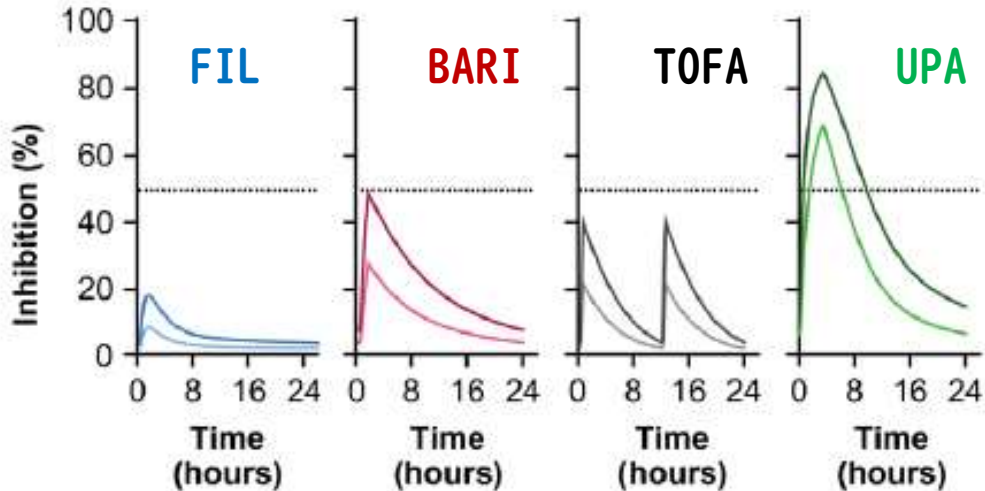 100
80
60
40
20
0
Inhibition (%)
FIL
BARI
TOFA
UPA
0 8 16 24
0 8 16 24
0 8 16 24
0 8 16 24
Time
(hours)
Time
(hours)
Time
(hours)
Time
(hours)